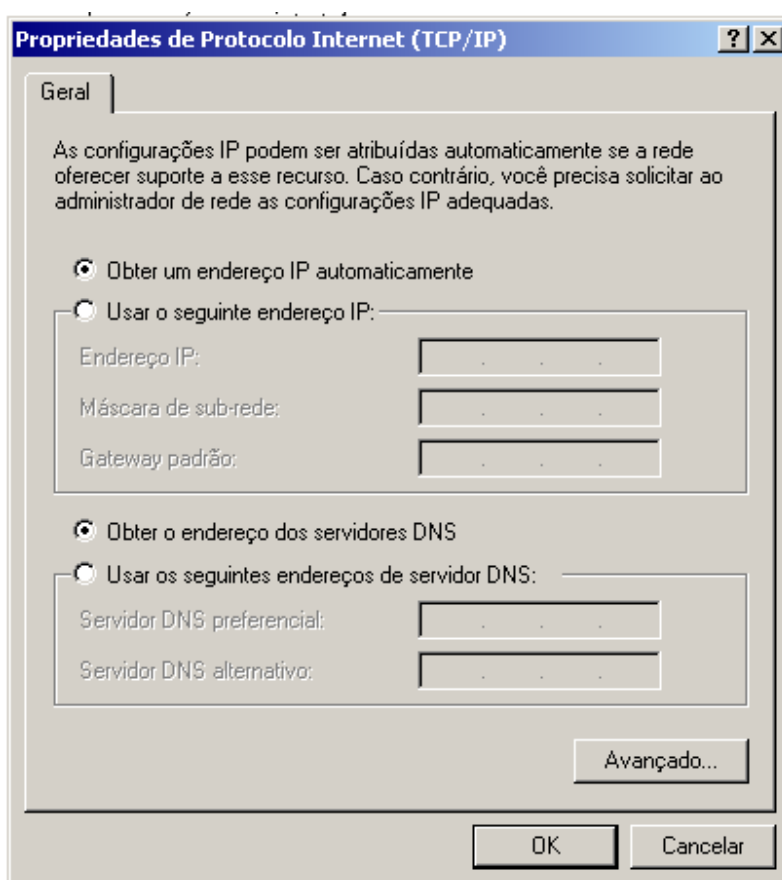 Propriedades de Protocolo Internet (TCP/IP)
Geral
As configurações IP podem ser atribuídas automaticamente se a rede
oferecer suporte a esse recurso. Caso contrário, você precisa solicitar ao
administrador de rede as configurações IP adequadas.
Obter um endereço IP automaticamente
Usar o seguinte endereço IP:
Endereço IP:
Máscara de sub-rede:
Gateway padrão:
Obter o endereço dos servidores DNS
Usar os seguintes endereços de servidor DNS:
Servidor DNS preferencial:
Servidor DNS alternativo:
Avançado...
OK
Cancelar